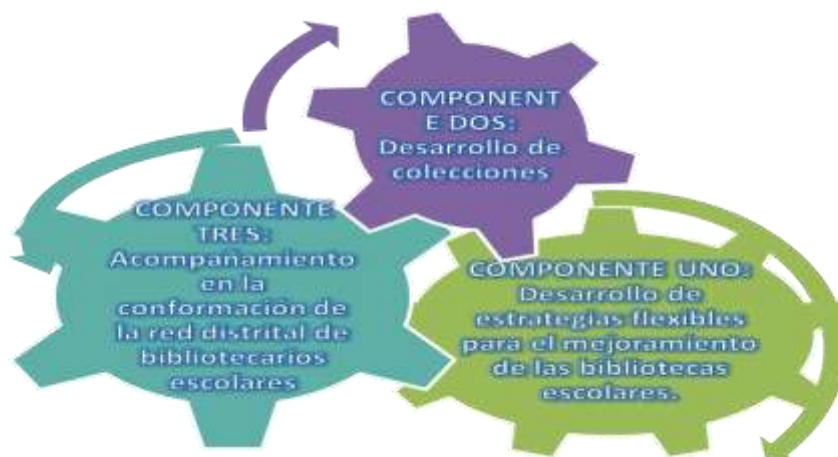 COMPONENT
E DOS:
Desarrollo de
colecciones
COMPONENTE
TRES:
Acompañamiento
en la
conformación de
la red distrital de
bibliotecarios
escolares
COMPONENTE UNO:
Desarrollo de
estrategias flexibles
para el mejoramiento
de las bibliotecas
escolares.